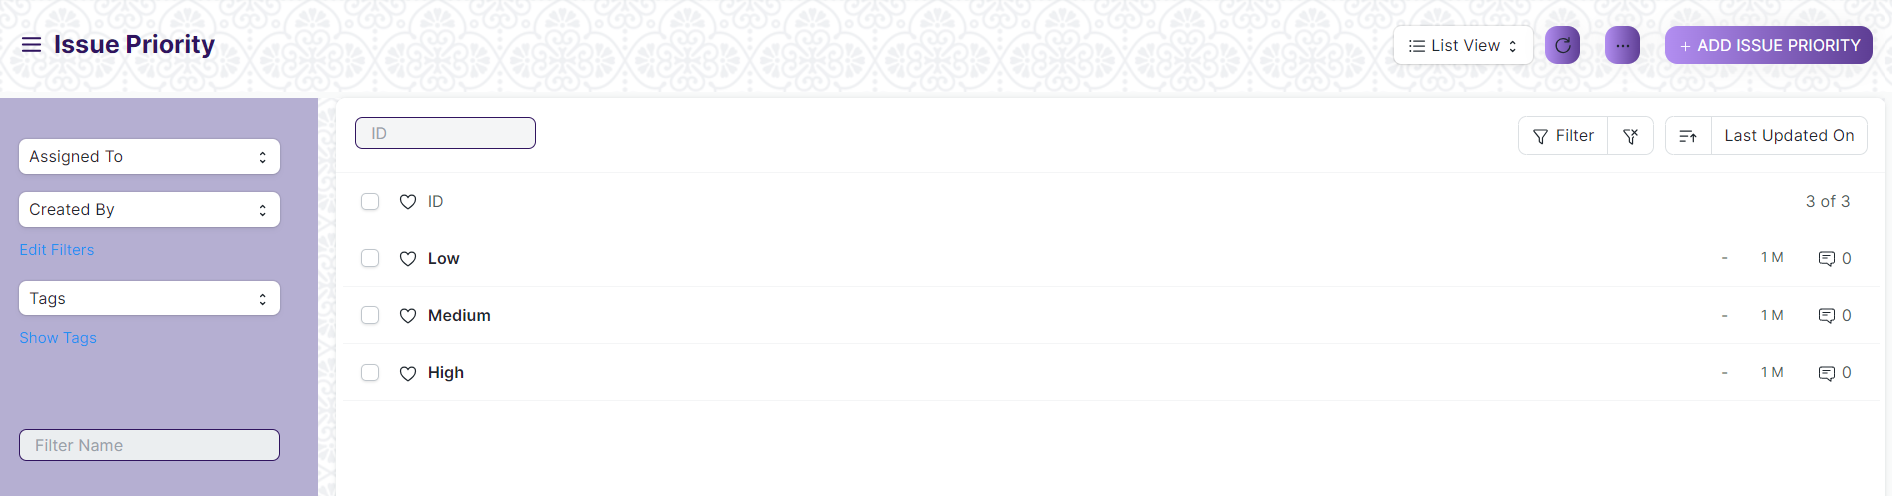 Issue Priority
List View
+ ADD ISSUE PRIORITY
Assigned To
Created By
Edit Filters
Tags
Show Tags
Filter Name
ID
Filter
Last Updated On
ID 3 of 3
Low - 1 M 0
Medium - 1 M 0
High - 1 M 0